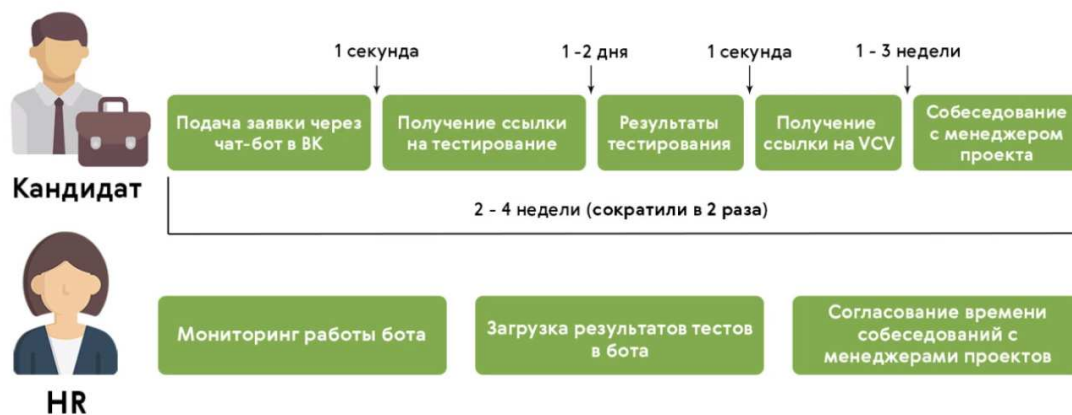 1 секунда
1 -2 дня
1 секунда
1 - 3 недели
Подача заявки через
чат-бот в ВК
Получение ссылки
на тестирование
Результаты
тестирования
Получение
ссылки на VCV
Собеседование
с менеджером
проекта
Кандидат
2 - 4 недели (сократили в 2 раза)
Мониторинг работы бота
Загрузка результатов тестов
в бота
Согласование времени
собеседований с
менеджерами проектов
HR